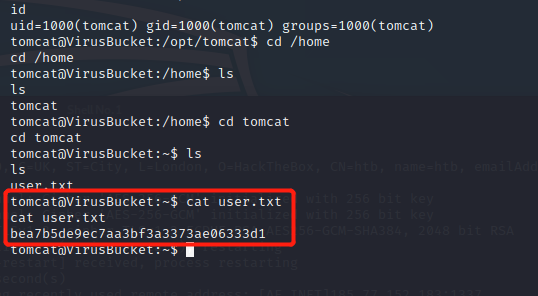 id
uid=1000(tomcat) gid=1000(tomcat) groups=1000(tomcat)
tomcat@VirusBucket:/opt/tomcat$ cd /home
cd /home
tomcat@VirusBucket:/home$ ls
ls
tomcat
tomcat@VirusBucket:/home$ cd tomcat
cd tomcat
tomcat@VirusBucket:~$ ls
ls
user.txt
tomcat@VirusBucket:~$ cat user.txt
cat user.txt
bea7b5de9ec7aa3bf3a3373ae06333d1
tomcat@VirusBucket:~$